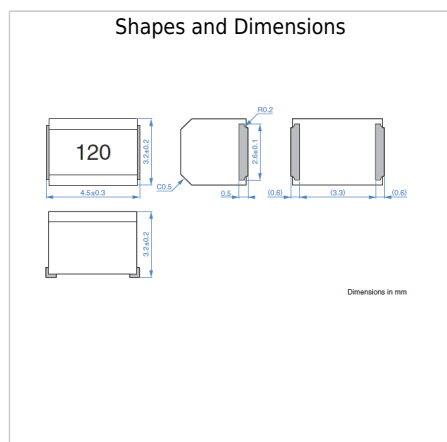 Shapes and Dimensions
120
3.2±0.2
4.5±0.3
R0.2
2.6±0.1
C0.5
0.5
(0.6)
(3.3)
(0.6)
3.2±0.2
Dimensions in mm